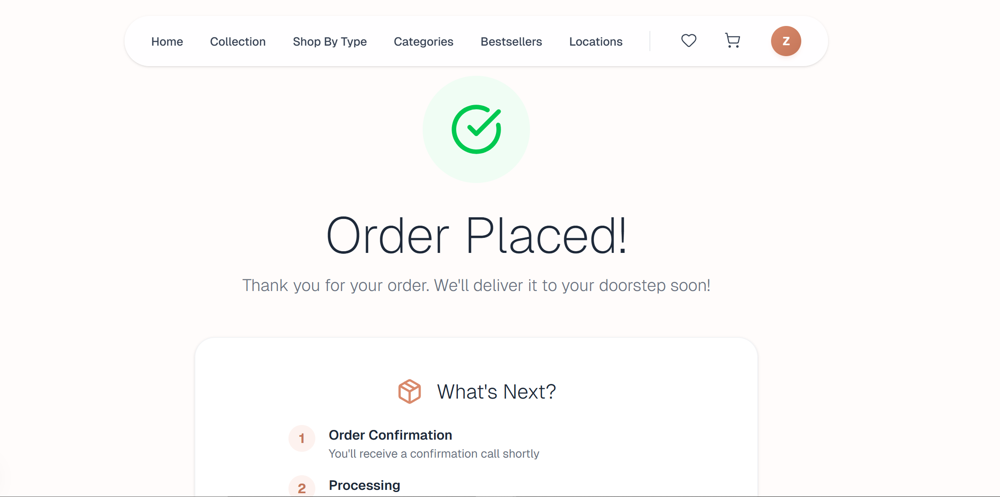 Home Collection Shop By Type Categories Bestsellers Locations Z
Order Placed!
Thank you for your order. We'll deliver it to your doorstep soon!
What's Next?
1 Order Confirmation
You'll receive a confirmation call shortly
2 Processing